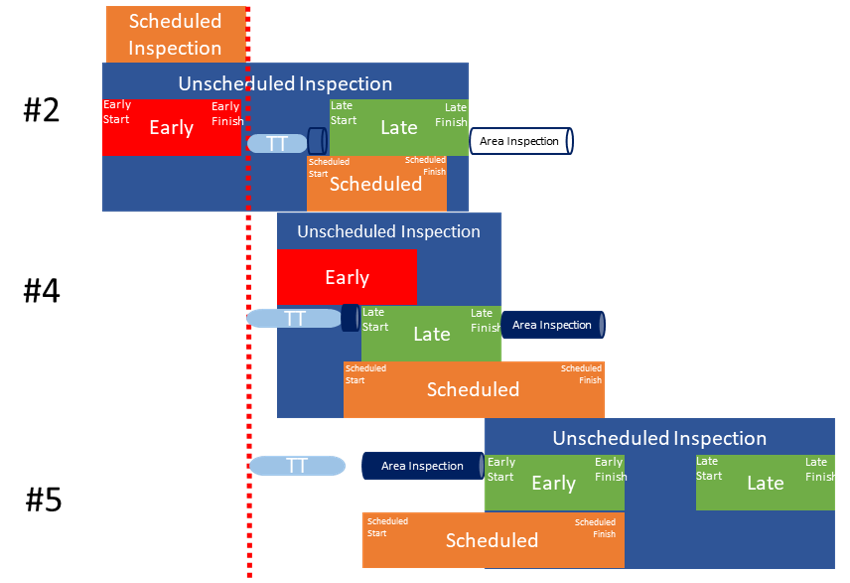 Scheduled
Inspection
#2
Unscheduled Inspection
Early
Start
Early
Early
Finish
TT
Late
Start
Late
Late
Finish
Area Inspection
Scheduled
Start
Scheduled
Scheduled
Finish
#4
Unscheduled Inspection
Early
TT
Late
Start
Late
Late
Finish
Area Inspection
Scheduled
Start
Scheduled
Scheduled
Finish
#5
Unscheduled Inspection
TT
Area Inspection
Early
Start
Early
Early
Finish
Late
Start
Late
Late
Finish
Scheduled
Start
Scheduled
Scheduled
Finish